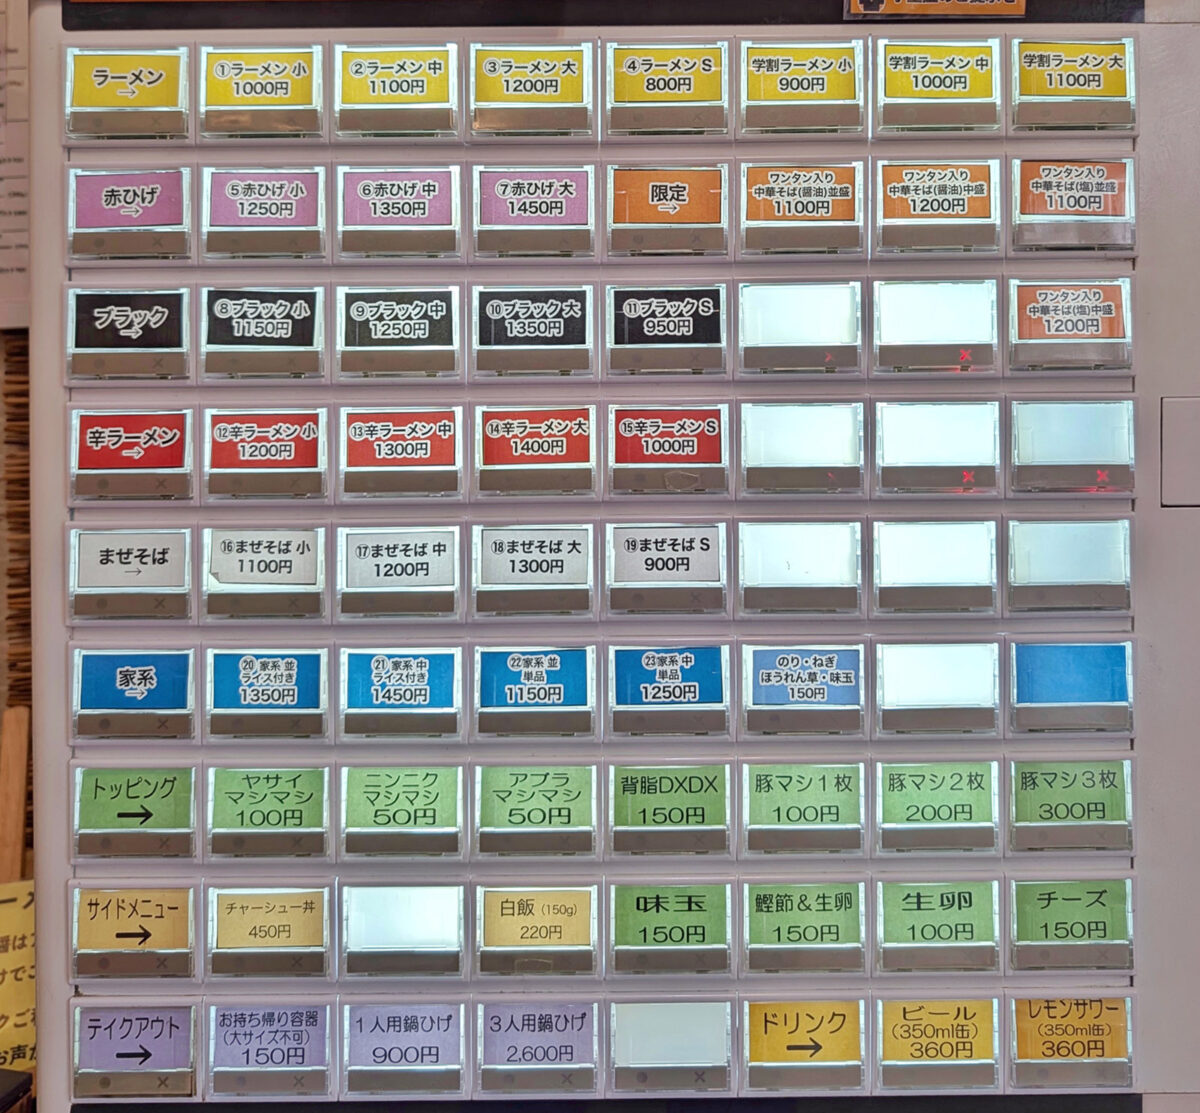 ラーメン
→
①ラーメン 小
1000円
②ラーメン 中
1100円
③ラーメン 大
1200円
④ラーメン S
800円
学割ラーメン 小
900円
学割ラーメン 中
1000円
学割ラーメン 大
1100円
赤ひげ
→
⑤赤ひげ 小
1250円
⑥赤ひげ 中
1350円
⑦赤ひげ 大
1450円
限定
→
ワンタン入り
中華そば(醤油)並盛
1100円
ワンタン入り
中華そば(醤油)中盛
1200円
ワンタン入り
中華そば(塩)並盛
1100円
ブラック
→
⑧ブラック 小
1150円
⑨ブラック 中
1250円
⑩ブラック 大
1350円
⑪ブラック S
950円
ワンタン入り
中華そば(塩)中盛
1200円
辛ラーメン
→
⑫辛ラーメン 小
1200円
⑬辛ラーメン 中
1300円
⑭辛ラーメン 大
1400円
⑮辛ラーメン S
1000円
まぜそば
→
⑯まぜそば 小
1100円
⑰まぜそば 中
1200円
⑱まぜそば 大
1300円
⑲まぜそば S
900円
家系
→
⑳家系 並
ライス付き
1350円
㉑家系 中
ライス付き
1450円
㉒家系 並
単品
1150円
㉓家系 中
単品
1250円
のり・ねぎ
ほうれん草・味玉
150円
トッピング
→
ヤサイ
マシマシ
100円
ニンニク
マシマシ
50円
アブラ
マシマシ
50円
背脂DXDX
150円
豚マシ1枚
100円
豚マシ2枚
200円
豚マシ3枚
300円
サイドメニュー
→
チャーシュー丼
450円
白飯 (150g)
220円
味玉
150円
鰹節＆生卵
150円
生卵
100円
チーズ
150円
テイクアウト
→
お持ち帰り容器
(大サイズ不可)
150円
1人用鍋ひげ
900円
3人用鍋ひげ
2,600円
ドリンク
→
ビール
(350ml缶)
360円
レモンサワー
(350ml缶)
360円